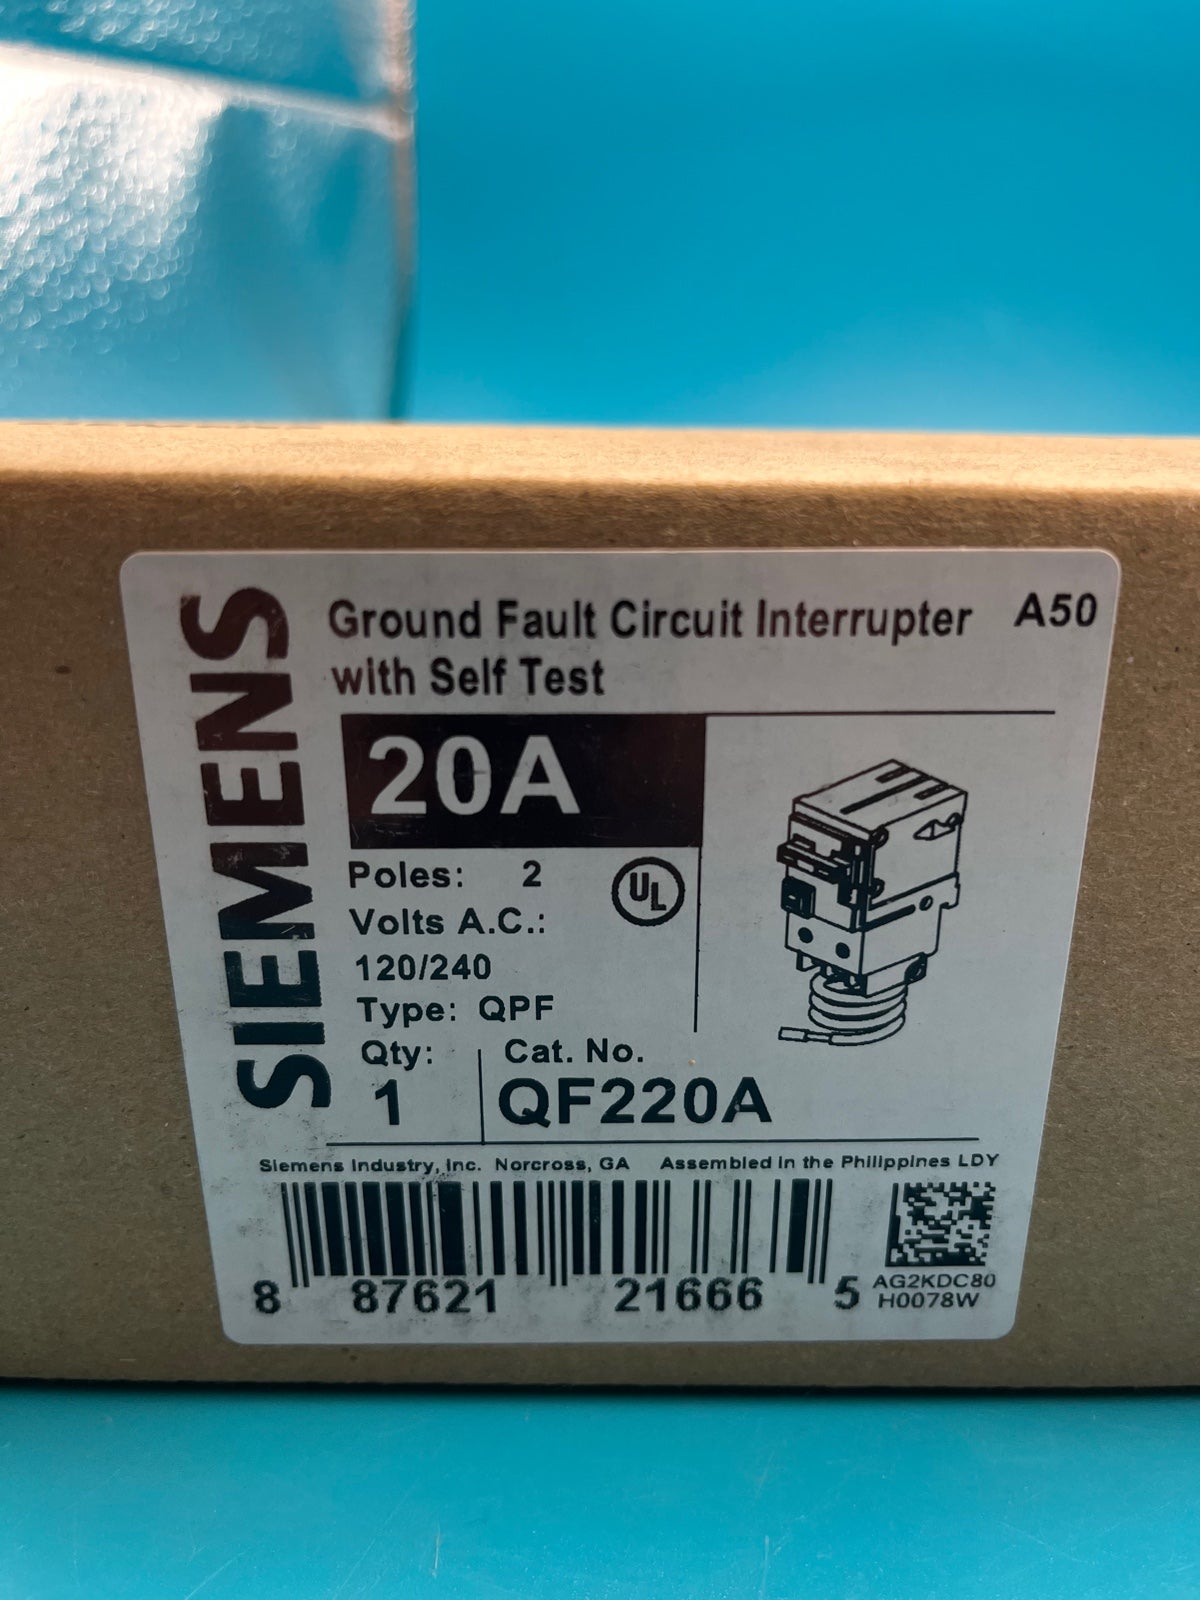 SIEMENS
Ground Fault Circuit Interrupter A50
with Self Test
20A
Poles: 2
UL
Volts A.C.:
120/240
Type: QPF
Qty: Cat. No.
1 QF220A
Siemens Industry, Inc. Norcross, GA Assembled in the Philippines LDY
8 87621 21666 5
AG2KDC80
H0078W